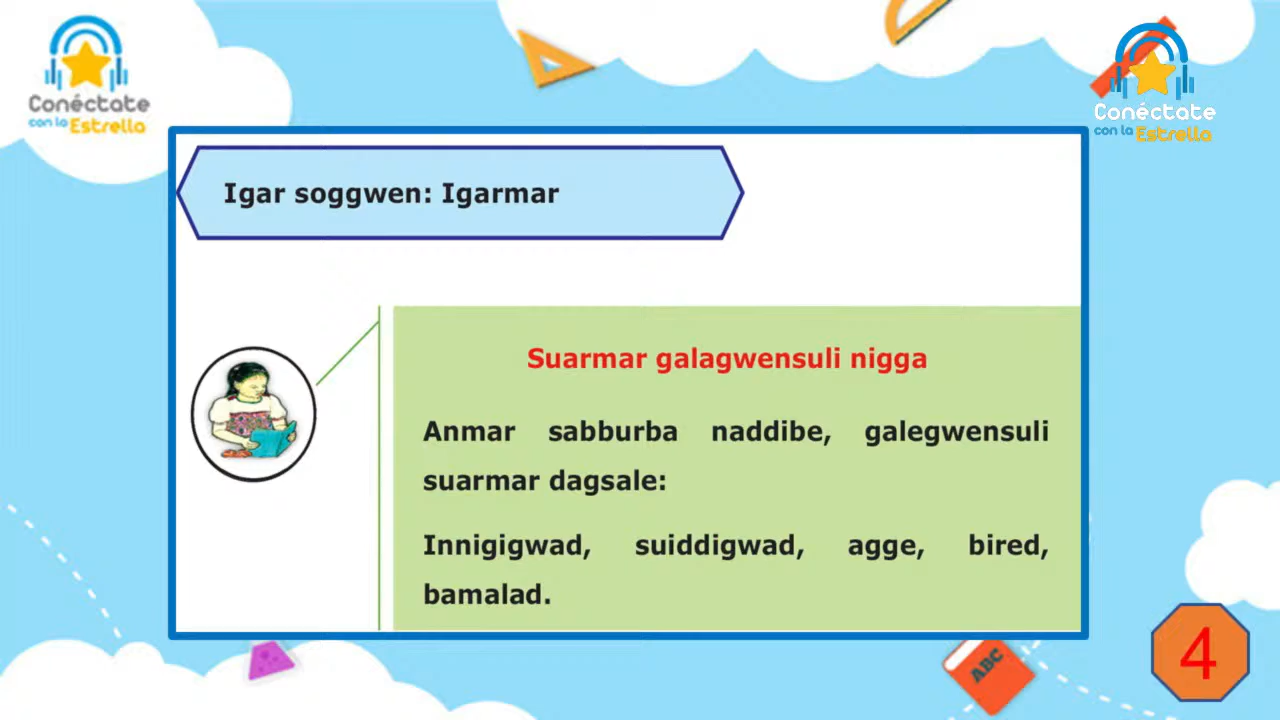 Conéctate
con la Estrella
Conéctate
con la Estrella
Igar soggwen: Igarmar
Suarmar galagwensuli nigga
Anmar sabburba naddibe, galegwensuli
suarmar dagsale:
Innigigwad, suiddigwad, agge, bired,
bamalad.
ABC
4